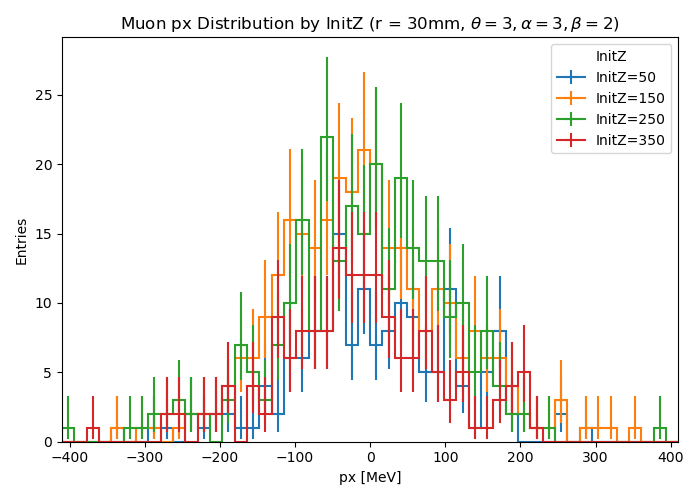 Muon px Distribution by InitZ (r = 30mm, θ = 3, α = 3, β = 2)
InitZ
InitZ=50
InitZ=150
InitZ=250
InitZ=350
Entries
25
20
15
10
5
0
−400 −300 −200 −100 0 100 200 300 400
px [MeV]